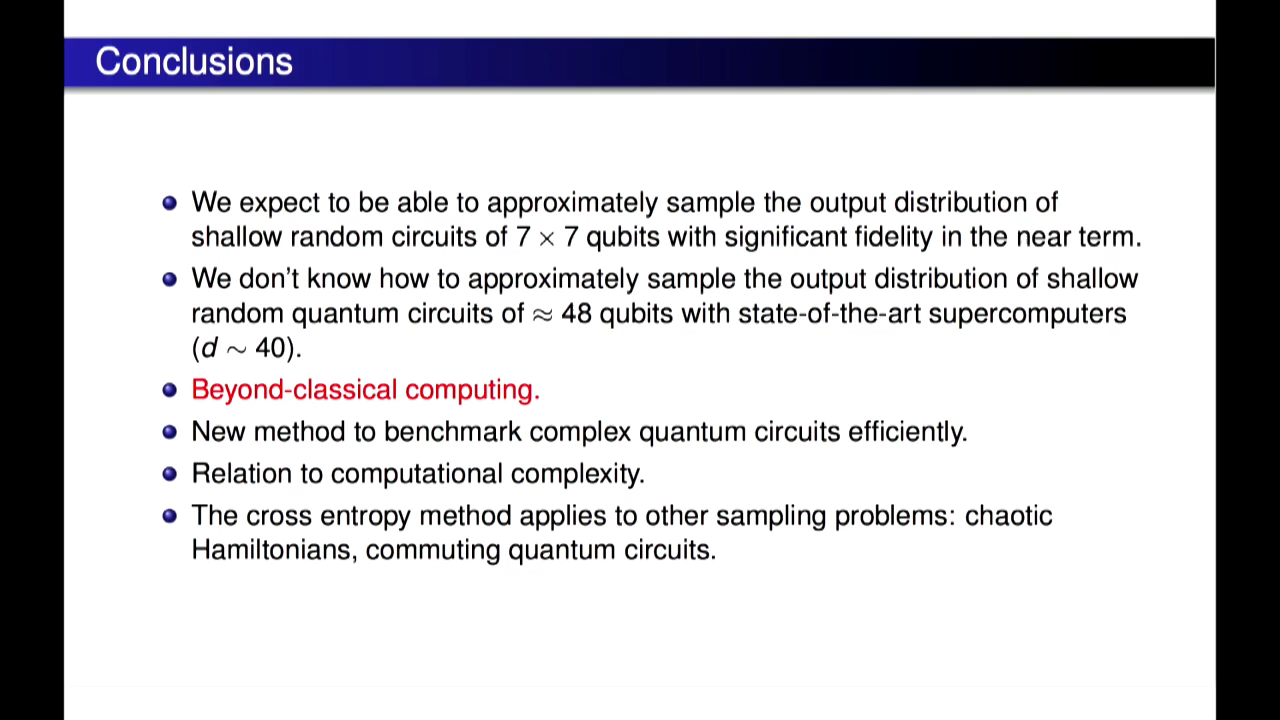 Conclusions
We expect to be able to approximately sample the output distribution of
shallow random circuits of 7 × 7 qubits with significant fidelity in the near term.
We don't know how to approximately sample the output distribution of shallow
random quantum circuits of ≈ 48 qubits with state-of-the-art supercomputers
(d ∼ 40).
Beyond-classical computing.
New method to benchmark complex quantum circuits efficiently.
Relation to computational complexity.
The cross entropy method applies to other sampling problems: chaotic
Hamiltonians, commuting quantum circuits.